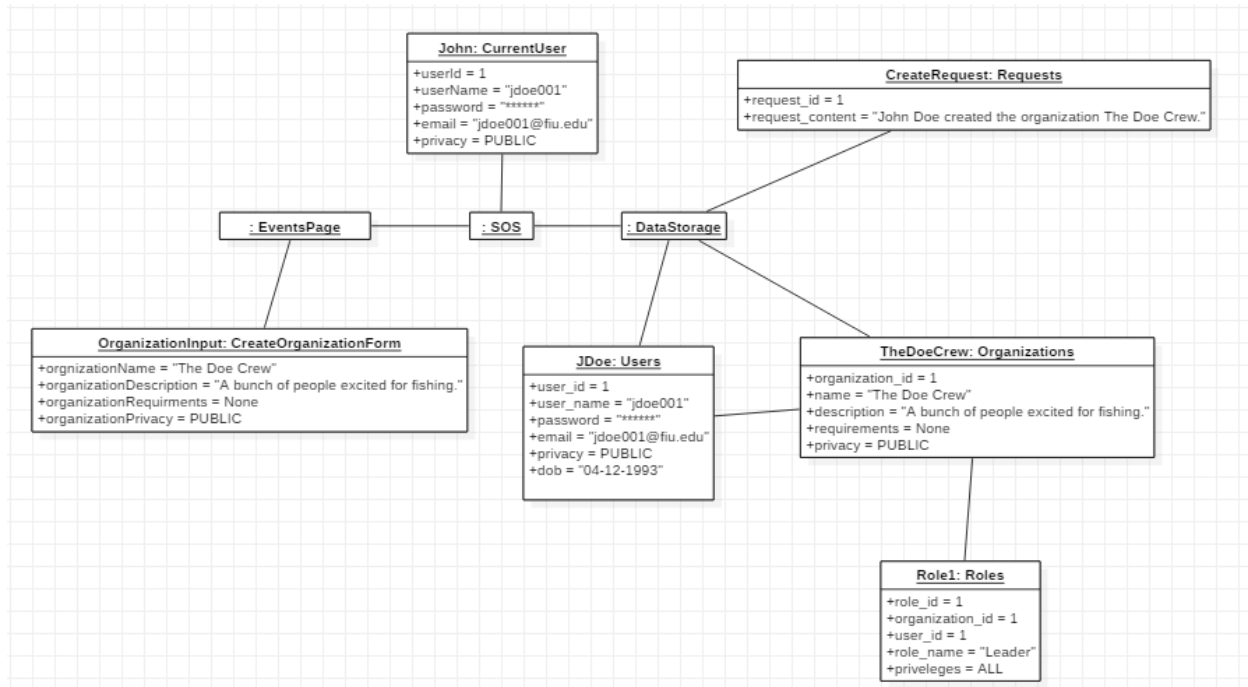 John: CurrentUser
+userId = 1
+userName = "jdoe001"
+password = "******"
+email = "jdoe001@fiu.edu"
+privacy = PUBLIC
CreateRequest: Requests
+request_id = 1
+request_content = "John Doe created the organization The Doe Crew."
: EventsPage
: SOS
: DataStorage
OrganizationInput: CreateOrganizationForm
+orgnizationName = "The Doe Crew"
+organizationDescription = "A bunch of people excited for fishing."
+organizationRequirments = None
+organizationPrivacy = PUBLIC
JDoe: Users
+user_id = 1
+user_name = "jdoe001"
+password = "******"
+email = "jdoe001@fiu.edu"
+privacy = PUBLIC
+dob = "04-12-1993"
TheDoeCrew: Organizations
+organization_id = 1
+name = "The Doe Crew"
+description = "A bunch of people excited for fishing."
+requirements = None
+privacy = PUBLIC
Role1: Roles
+role_id = 1
+organization_id = 1
+user_id = 1
+role_name = "Leader"
+priveleges = ALL